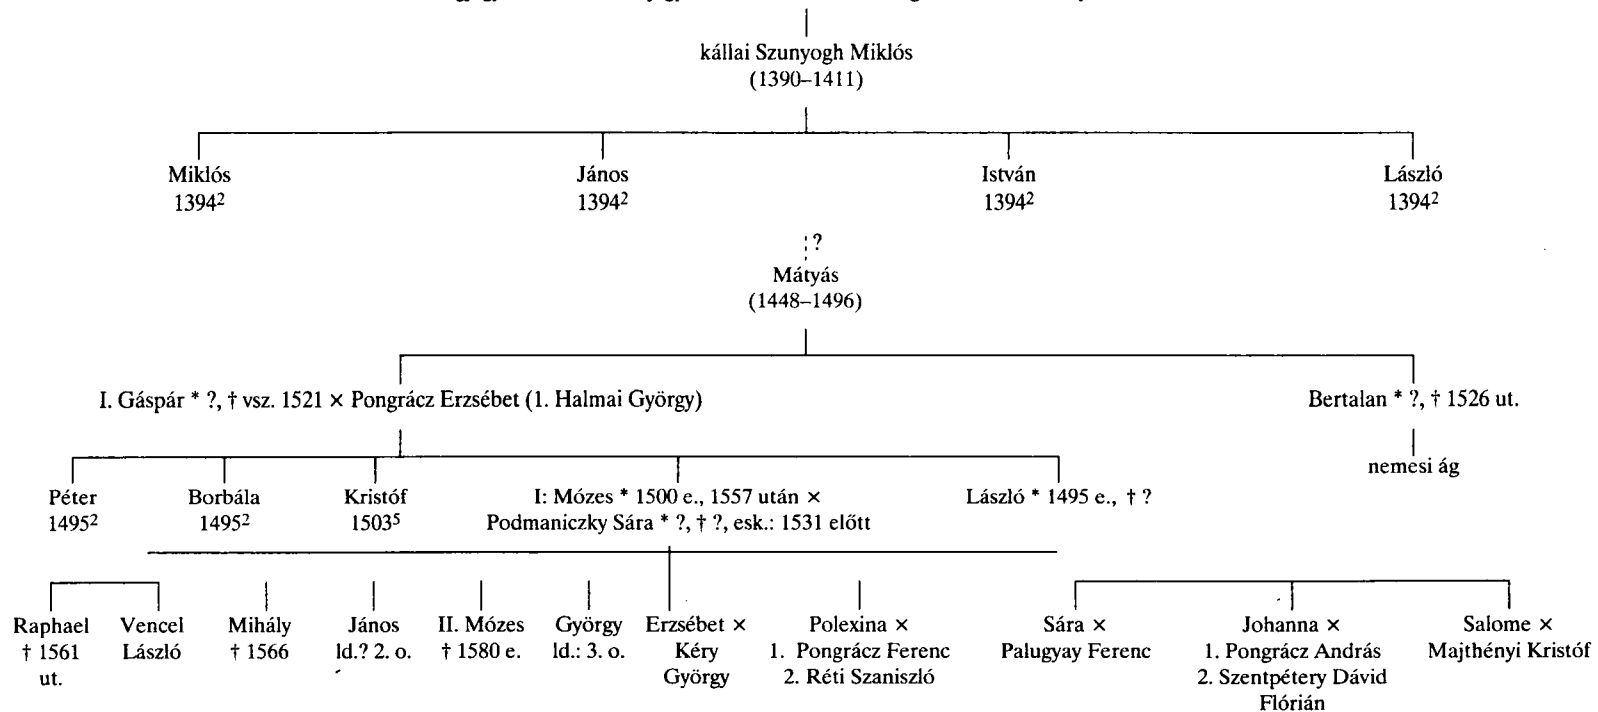 kállai Szunyogh Miklós
(1390–1411)
Miklós János István László
1394² 1394² 1394² 1394²
?
Mátyás
(1448–1496)
I. Gáspár * ?, † vsz. 1521 × Pongrácz Erzsébet (1. Halmai György) Bertalan * ?, † 1526 ut.
nemesi ág
Péter Borbála Kristóf I: Mózes * 1500 e., 1557 után × László * 1495 e., † ?
1495² 1495² 1503⁵ Podmaniczky Sára * ?, † ?, esk.: 1531 előtt
Raphael Vencel Mihály János II. Mózes György Erzsébet × Polexina × Sára × Johanna × Salome ×
† 1561 László † 1566 ld.? 2. o. † 1580 e. ld.: 3. o. Kéry 1. Pongrácz Ferenc Palugyay Ferenc 1. Pongrácz András Majthényi Kristóf
ut. György 2. Réti Szaniszló 2. Szentpétery Dávid
Flórián